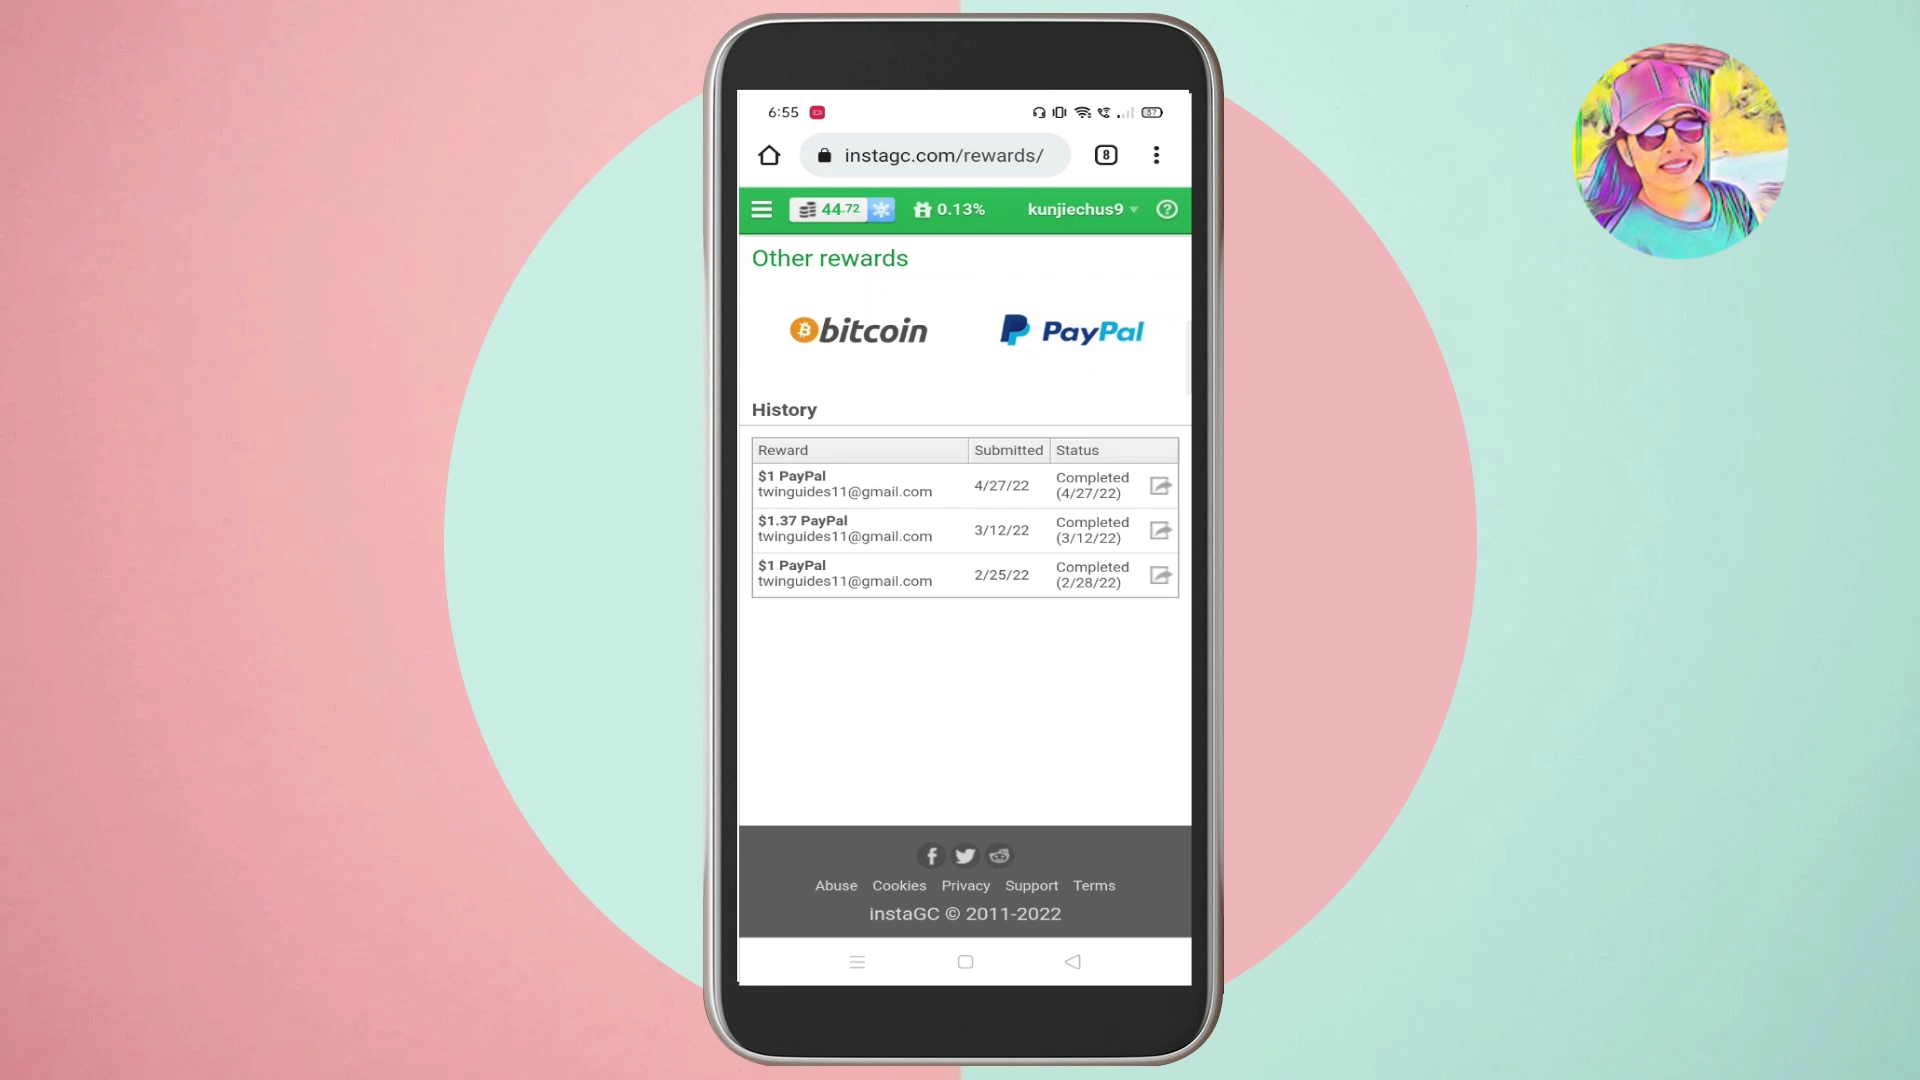 6:55
57
instagc.com/rewards/
8
44.72
0.13%
kunjiechus9
?
Other rewards
bitcoin
PayPal
History
Reward Submitted Status
$1 PayPal
twinguides11@gmail.com
4/27/22
Completed
(4/27/22)
$1.37 PayPal
twinguides11@gmail.com
3/12/22
Completed
(3/12/22)
$1 PayPal
twinguides11@gmail.com
2/25/22
Completed
(2/28/22)
Abuse Cookies Privacy Support Terms
instaGC © 2011-2022